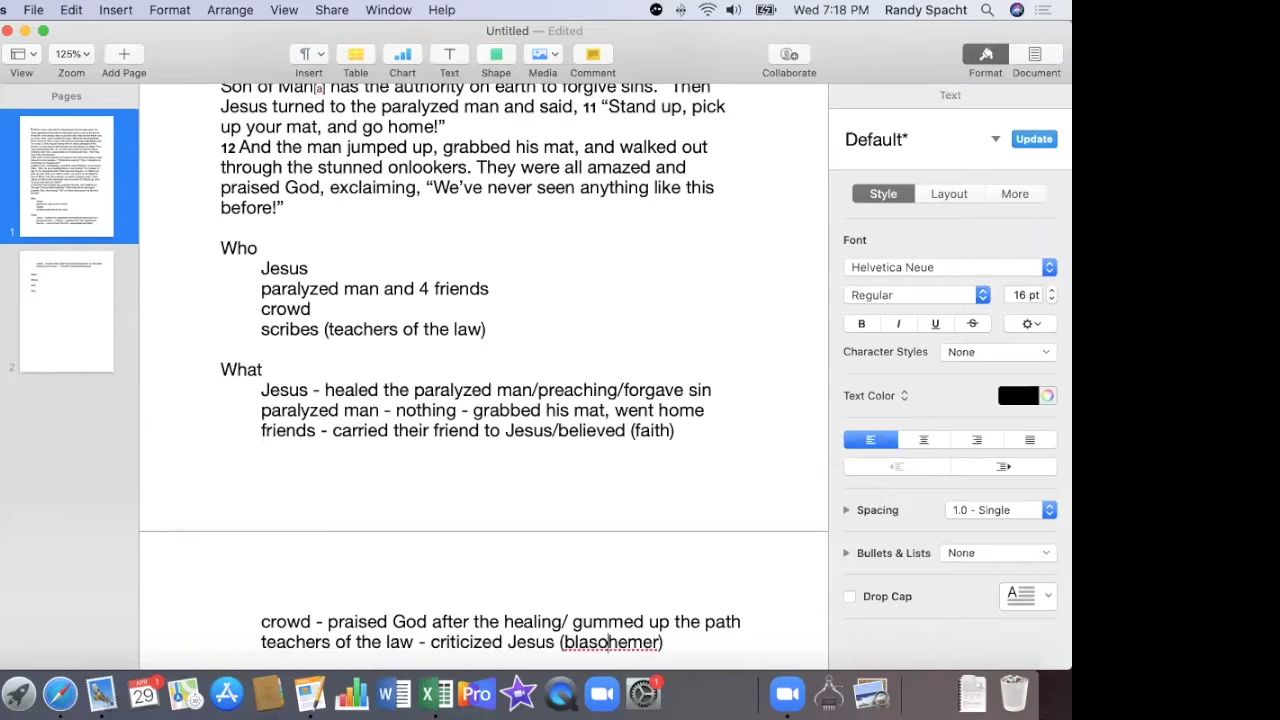 s File Edit Insert Format Arrange View Share Window Help Wed 7:18 PM Randy Spacht
Untitled — Edited
125%
View Zoom Add Page Insert Table Chart Text Shape Media Comment Collaborate Format Document
Pages
Text
Son of Man[a] has the authority on earth to forgive sins.” Then
Jesus turned to the paralyzed man and said, 11 “Stand up, pick
up your mat, and go home!”
12 And the man jumped up, grabbed his mat, and walked out
through the stunned onlookers. They were all amazed and
praised God, exclaiming, “We’ve never seen anything like this
before!”
Who
Jesus
paralyzed man and 4 friends
crowd
scribes (teachers of the law)
What
Jesus - healed the paralyzed man/preaching/forgave sin
paralyzed man - nothing - grabbed his mat, went home
friends - carried their friend to Jesus/believed (faith)
crowd - praised God after the healing/ gummed up the path
teachers of the law - criticized Jesus (blasohemer)
1
2
Default* Update
Style Layout More
Font
Helvetica Neue
Regular 16 pt
B I U S
Character Styles None
Text Color
Spacing 1.0 - Single
Bullets & Lists None
Drop Cap A
APR 29 1 W X Pro 1